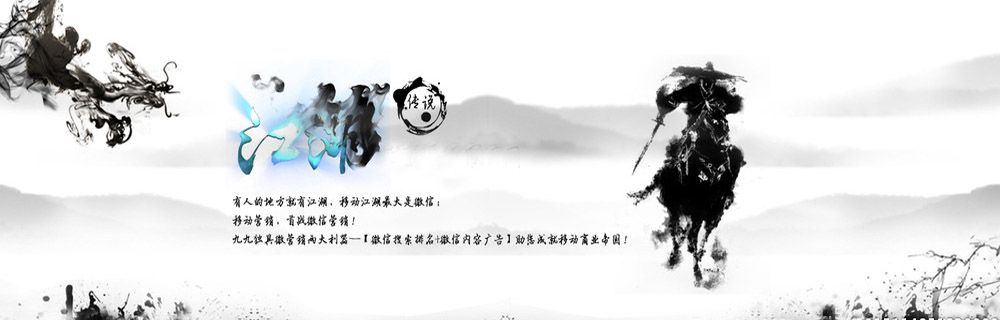 江湖
传说
有人的地方就有江湖，移动江湖最大是微信；
移动营销，首战微信营销！
九九独具微营销两大利器—【微信搜索排名+微信内容广告】助您成就移动商业帝国！